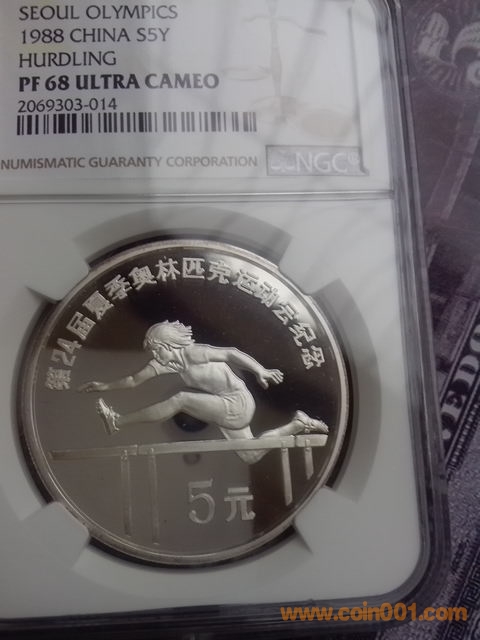 SEOUL OLYMPICS
1988 CHINA S5Y
HURDLING
PF 68 ULTRA CAMEO
2069303-014
NUMISMATIC GUARANTY CORPORATION
NGC®
第24届夏季奥林匹克运动会纪念
5元
www.coin001.com